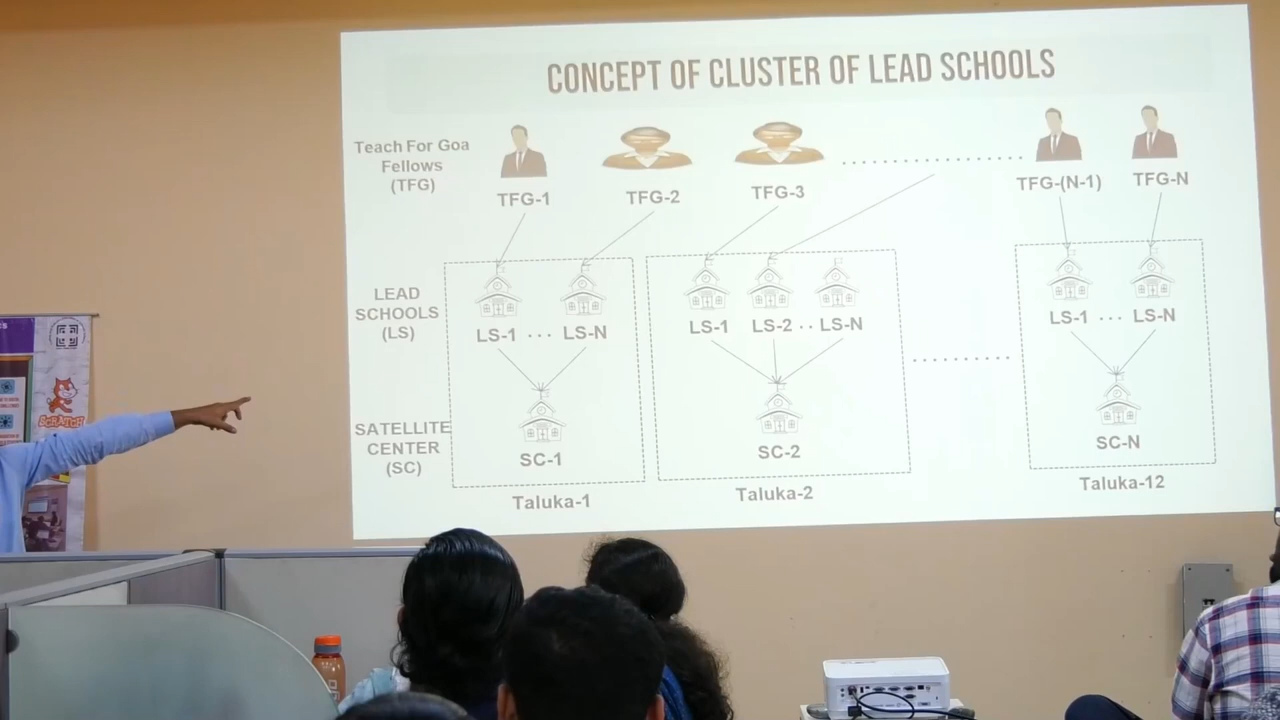 CONCEPT OF CLUSTER OF LEAD SCHOOLS
Teach For Goa
Fellows
(TFG)
TFG-1
TFG-2
TFG-3
TFG-(N-1)
TFG-N
LEAD
SCHOOLS
(LS)
LS-1 ... LS-N
LS-1 LS-2 .. LS-N
LS-1 ... LS-N
SATELLITE
CENTER
(SC)
SC-1
SC-2
SC-N
Taluka-1
Taluka-2
Taluka-12
SCRATCH